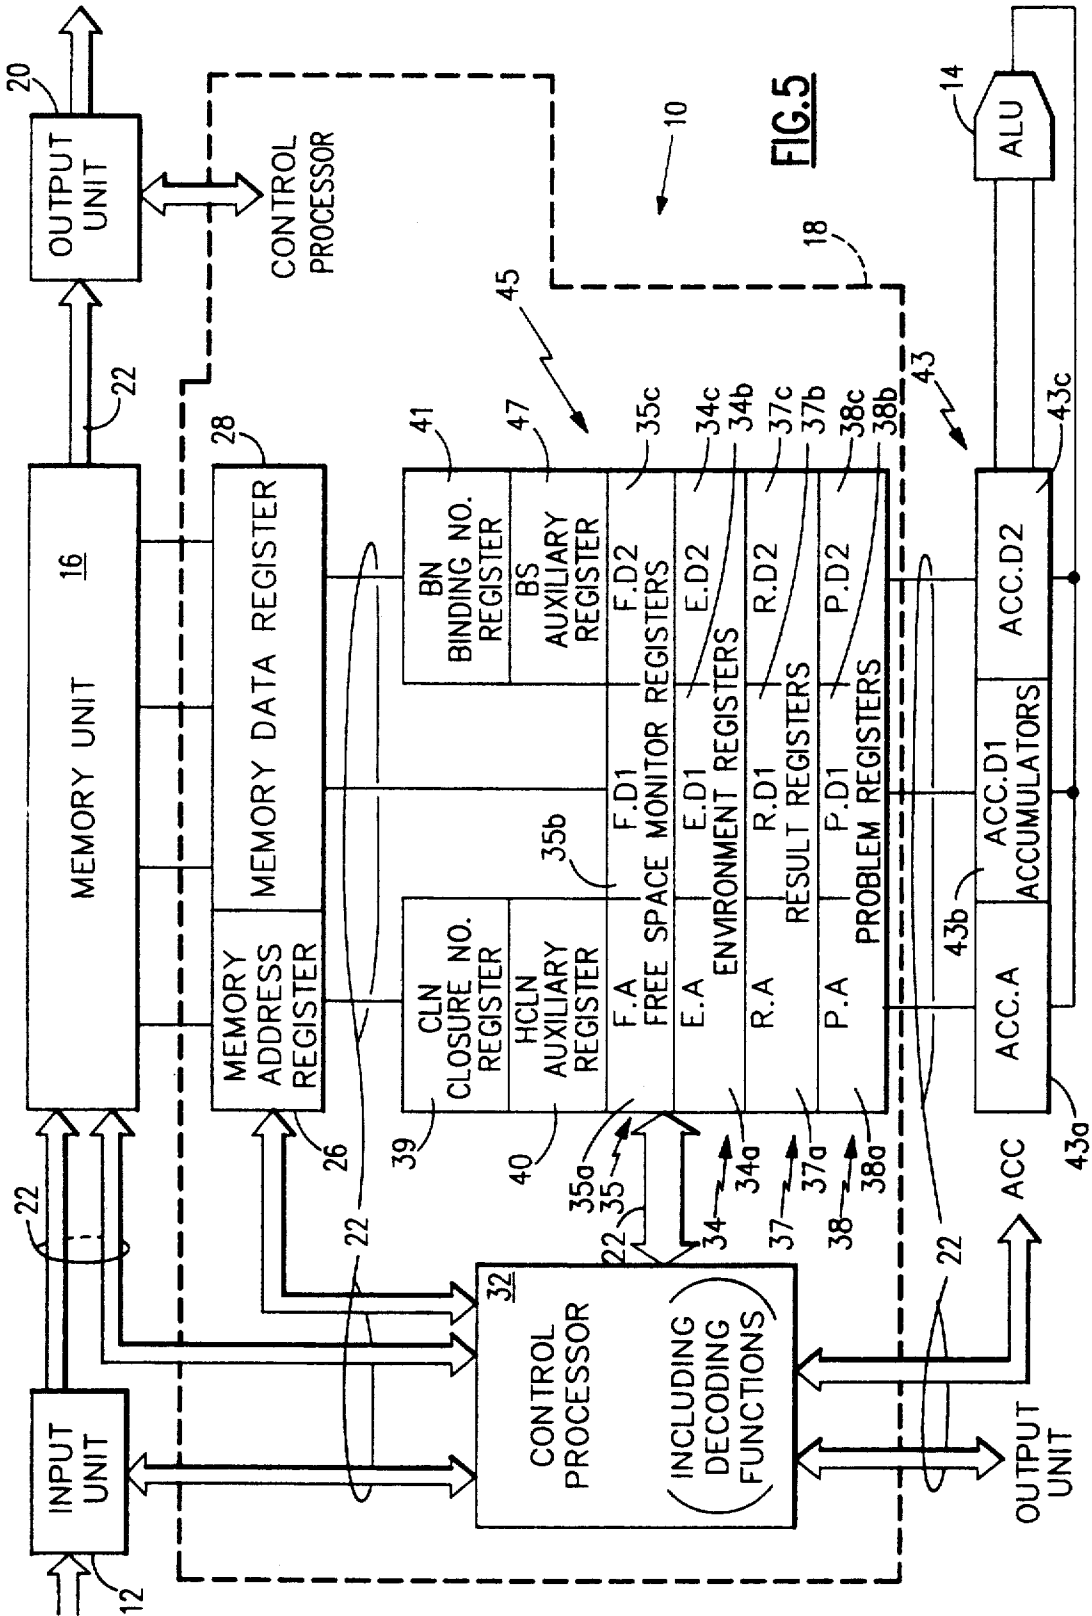 12
INPUT
UNIT
22
MEMORY UNIT
16
22
OUTPUT
UNIT
20
CONTROL
PROCESSOR
26
MEMORY
ADDRESS
REGISTER
MEMORY DATA REGISTER
28
22
39
CLN
CLOSURE NO.
REGISTER
BN
BINDING NO.
REGISTER
41
40
HCLN
AUXILIARY
REGISTER
BS
AUXILIARY
REGISTER
47
45
35b
35a
35
F.A
F.D1
F.D2
35c
FREE SPACE MONITOR REGISTERS
22
34
34a
E.A
E.D1
E.D2
34c
ENVIRONMENT REGISTERS
34b
37
37a
R.A
R.D1
R.D2
37c
RESULT REGISTERS
37b
38
38a
P.A
P.D1
P.D2
38c
PROBLEM REGISTERS
38b
32
CONTROL
PROCESSOR
(INCLUDING
DECODING
FUNCTIONS)
10
FIG.5
18
22
22
43
43b
ACC.A
ACC.D1
ACCUMULATORS
ACC.D2
43a
43c
14
ALU
ACC
OUTPUT
UNIT